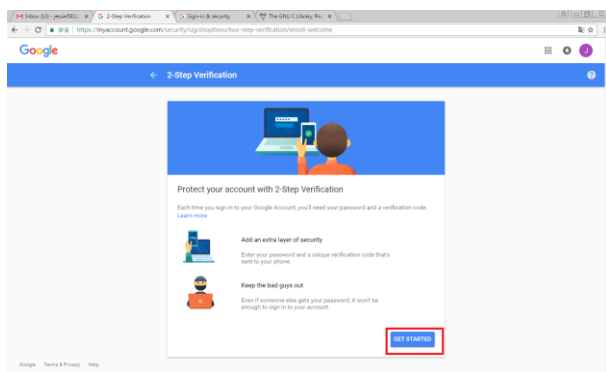 2-Step Verification
Sign-in & security
The GNU C Library: Re
https://myaccount.google.com/security/signinoptions/two-step-verification/enroll-welcome
Google
J
2-Step Verification
Protect your account with 2-Step Verification
Each time you sign in to your Google Account, you'll need your password and a verification code.
Learn more
Add an extra layer of security
Enter your password and a unique verification code that's
sent to your phone.
Keep the bad guys out
Even if someone else gets your password, it won't be
enough to sign in to your account.
GET STARTED
Google Terms & Privacy Help